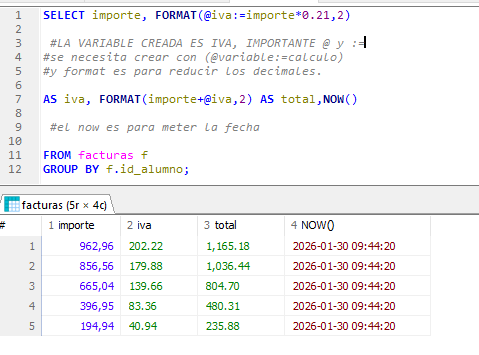 1 SELECT importe, FORMAT(@iva:=importe*0.21,2)
2
3 #LA VARIABLE CREADA ES IVA, IMPORTANTE @ y :=
4 #se necesita crear con (@variable:=calculo)
5 #y format es para reducir los decimales.
6
7 AS iva, FORMAT(importe+@iva,2) AS total,NOW()
8
9 #el now es para meter la fecha
10
11 FROM facturas f
12 GROUP BY f.id_alumno;
facturas (5r × 4c)
# 1 importe 2 iva 3 total 4 NOW()
1 962,96 202.22 1,165.18 2026-01-30 09:44:20
2 856,56 179.88 1,036.44 2026-01-30 09:44:20
3 665,04 139.66 804.70 2026-01-30 09:44:20
4 396,95 83.36 480.31 2026-01-30 09:44:20
5 194,94 40.94 235.88 2026-01-30 09:44:20